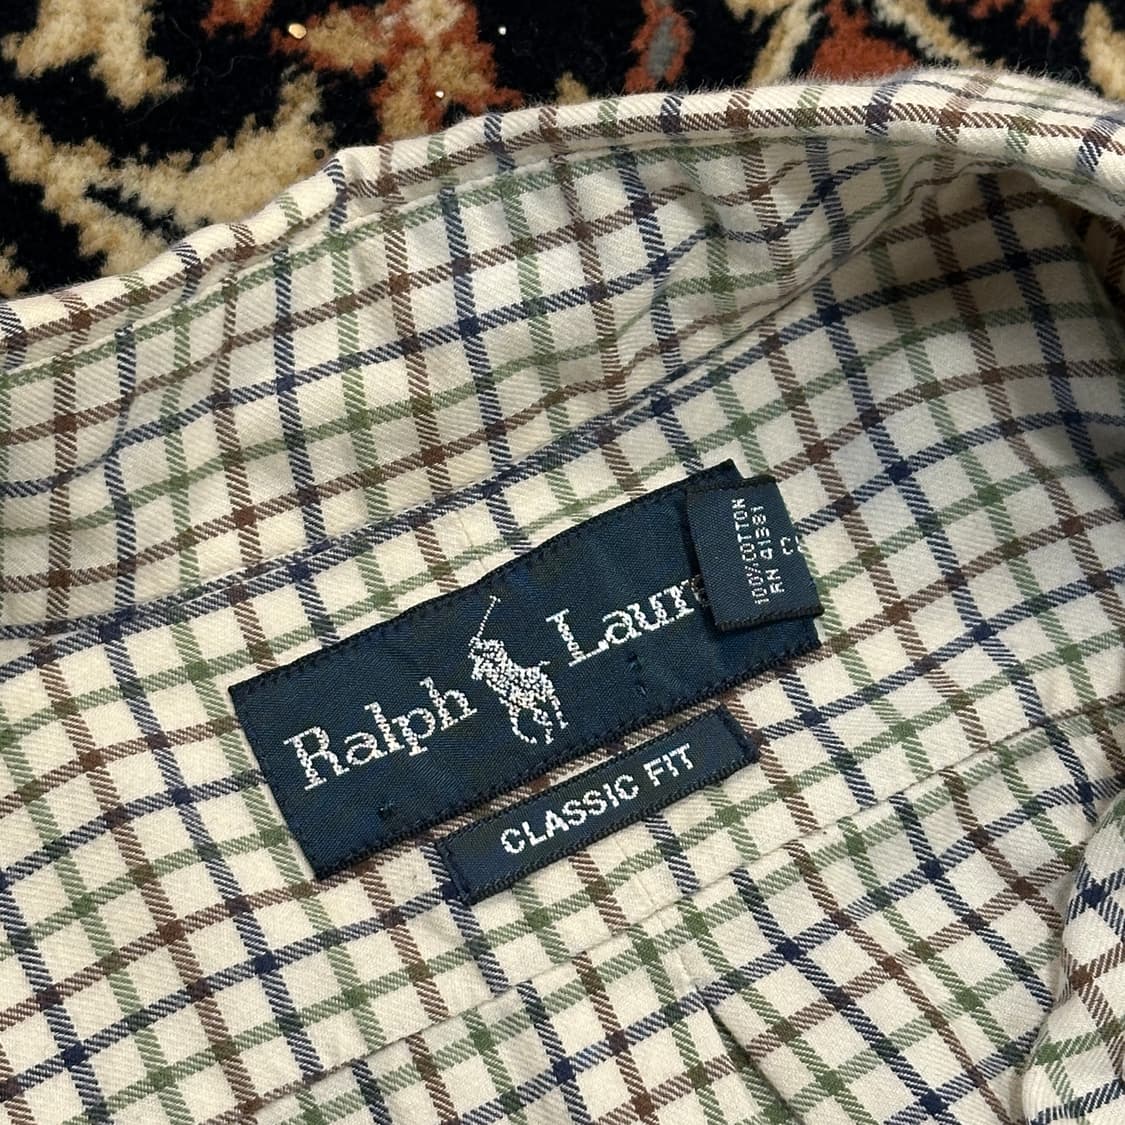 Ralph Laur
CLASSIC FIT
100% COTTON
RN 41381